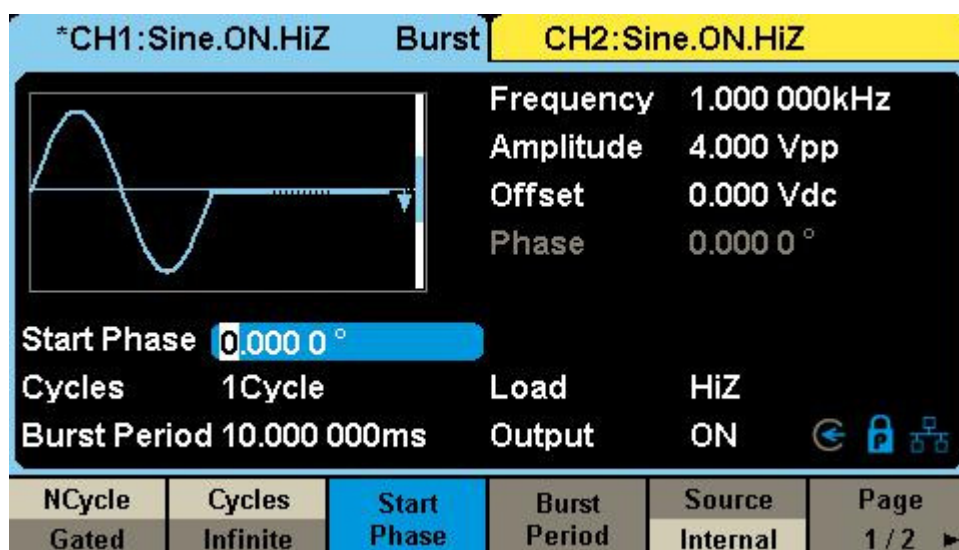 *CH1:Sine.ON.HiZ Burst CH2:Sine.ON.HiZ
Frequency 1.000 000kHz
Amplitude 4.000 Vpp
Offset 0.000 Vdc
Phase 0.000 0 °
Start Phase 0.000 0 °
Cycles 1Cycle Load HiZ
Burst Period 10.000 000ms Output ON P
NCycle Cycles Start Burst Source Page
Gated Infinite Phase Period Internal 1 / 2